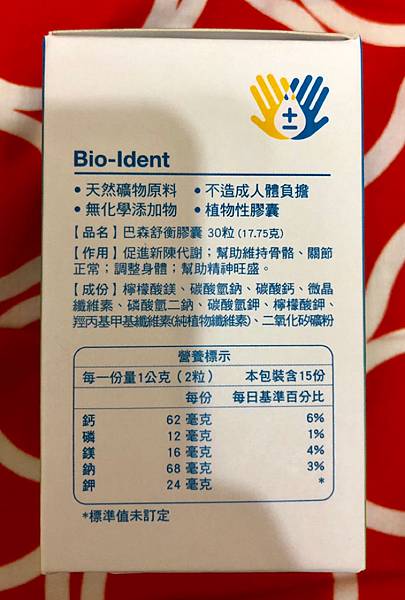 Bio-Ident
• 天然礦物原料 • 不造成人體負擔
• 無化學添加物 • 植物性膠囊
【品名】巴森舒衡膠囊 30粒 (17.75克)
【作用】促進新陳代謝；幫助維持骨骼、關節
正常；調整身體；幫助精神旺盛。
【成份】檸檬酸鎂、碳酸氫鈉、碳酸鈣、微晶
纖維素、磷酸氫二鈉、碳酸氫鉀、檸檬酸鉀、
羥丙基甲基纖維素(純植物纖維素)、二氧化矽礦粉
營養標示
每一份量1公克（2粒） 本包裝含15份
每份 每日基準百分比
鈣 62 毫克 6%
磷 12 毫克 1%
鎂 16 毫克 4%
鈉 68 毫克 3%
鉀 24 毫克 *
*標準值未訂定